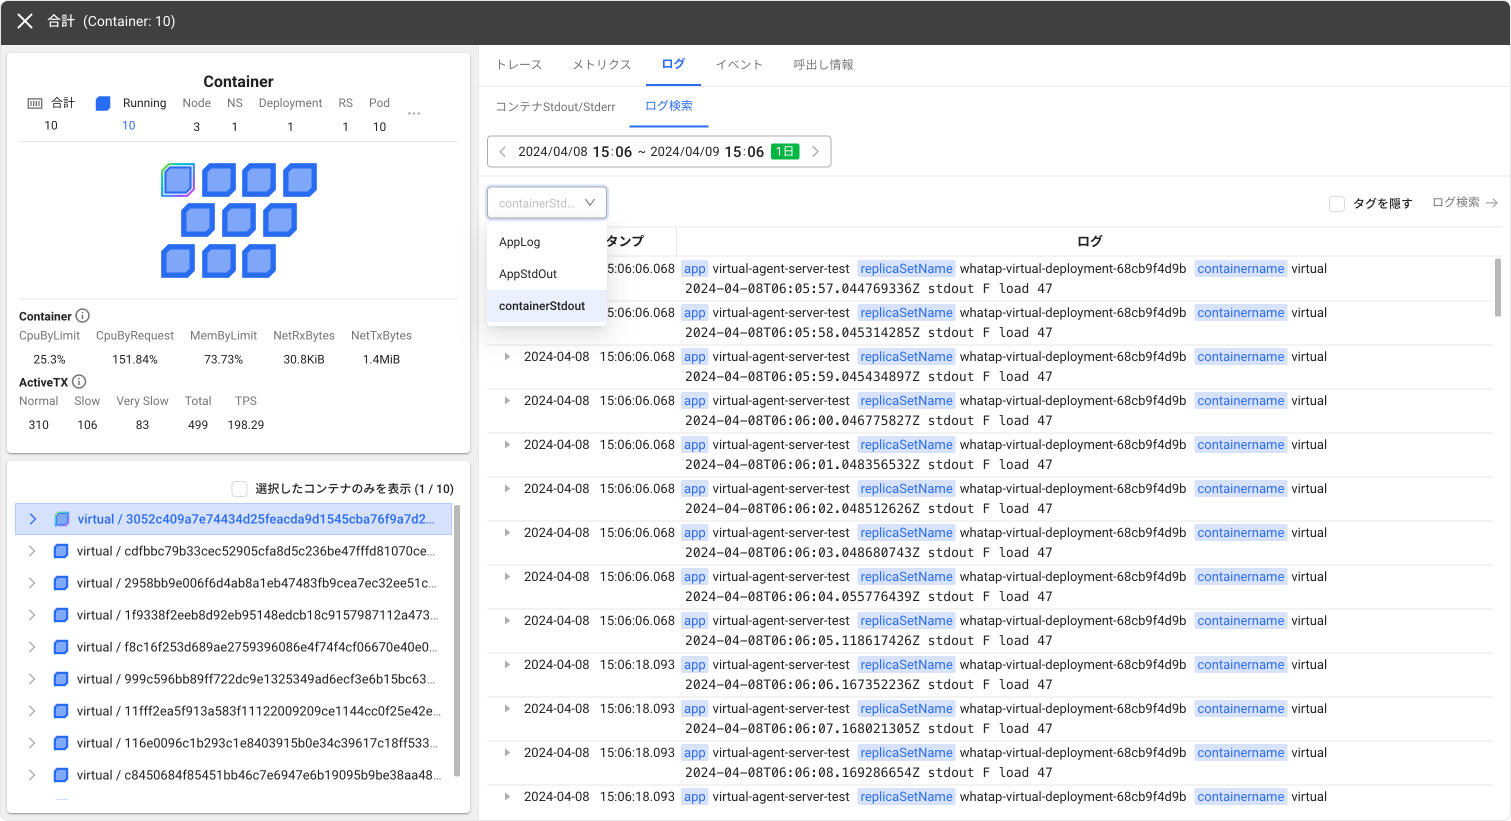 合計 (Container: 10)
Container
合計 Running Node NS Deployment RS Pod ...
10 10 3 1 1 1 10
Container
CpuByLimit CpuByRequest MemByLimit NetRxBytes NetTxBytes
25.3% 151.84% 73.73% 30.8KiB 1.4MiB
ActiveTX
Normal Slow Very Slow Total TPS
310 106 83 499 198.29
選択したコンテナのみを表示 (1 / 10)
virtual / 3052c409a7e74434d25feacda9d1545cba76f9a7d2...
virtual / cdfbbc79b33cec52905cfa8d5c236be47fffd81070ce...
virtual / 2958bb9e006f6d4ab8a1eb47483fb9cea7ec32ee51c...
virtual / 1f9338f2eeb8d92eb95148edcb18c9157987112a473...
virtual / f8c16f253d689ae2759396086e4f74f4cf06670e40e0...
virtual / 999c596bb89ff722dc9e1325349ad6ecf3e6b15bc63...
virtual / 11fff2ea5f913a583f11122009209ce1144cc0f25e42e...
virtual / 116e0096c1b293c1e8403915b0e34c39617c18ff533...
virtual / c8450684f85451bb46c7e6947e6b19095b9be38aa48...
トレース メトリクス ログ イベント 呼出し情報
コンテナStdout/Stderr ログ検索
2024/04/08 15:06 ~ 2024/04/09 15:06 1日
containerStd... タグを隠す ログ検索
AppLog
AppStdOut
containerStdout
タンプ ログ
5:06:06.068 app virtual-agent-server-test replicaSetName whatap-virtual-deployment-68cb9f4d9b containername virtual
2024-04-08T06:05:57.044769336Z stdout F load 47
5:06:06.068 app virtual-agent-server-test replicaSetName whatap-virtual-deployment-68cb9f4d9b containername virtual
2024-04-08T06:05:58.045314285Z stdout F load 47
2024-04-08 15:06:06.068 app virtual-agent-server-test replicaSetName whatap-virtual-deployment-68cb9f4d9b containername virtual
2024-04-08T06:05:59.045434897Z stdout F load 47
2024-04-08 15:06:06.068 app virtual-agent-server-test replicaSetName whatap-virtual-deployment-68cb9f4d9b containername virtual
2024-04-08T06:06:00.046775827Z stdout F load 47
2024-04-08 15:06:06.068 app virtual-agent-server-test replicaSetName whatap-virtual-deployment-68cb9f4d9b containername virtual
2024-04-08T06:06:01.048356532Z stdout F load 47
2024-04-08 15:06:06.068 app virtual-agent-server-test replicaSetName whatap-virtual-deployment-68cb9f4d9b containername virtual
2024-04-08T06:06:02.048512626Z stdout F load 47
2024-04-08 15:06:06.068 app virtual-agent-server-test replicaSetName whatap-virtual-deployment-68cb9f4d9b containername virtual
2024-04-08T06:06:03.048680743Z stdout F load 47
2024-04-08 15:06:06.068 app virtual-agent-server-test replicaSetName whatap-virtual-deployment-68cb9f4d9b containername virtual
2024-04-08T06:06:04.055776439Z stdout F load 47
2024-04-08 15:06:06.068 app virtual-agent-server-test replicaSetName whatap-virtual-deployment-68cb9f4d9b containername virtual
2024-04-08T06:06:05.118617426Z stdout F load 47
2024-04-08 15:06:18.093 app virtual-agent-server-test replicaSetName whatap-virtual-deployment-68cb9f4d9b containername virtual
2024-04-08T06:06:06.167352236Z stdout F load 47
2024-04-08 15:06:18.093 app virtual-agent-server-test replicaSetName whatap-virtual-deployment-68cb9f4d9b containername virtual
2024-04-08T06:06:07.168021305Z stdout F load 47
2024-04-08 15:06:18.093 app virtual-agent-server-test replicaSetName whatap-virtual-deployment-68cb9f4d9b containername virtual
2024-04-08T06:06:08.169286654Z stdout F load 47
2024-04-08 15:06:18.093 app virtual-agent-server-test replicaSetName whatap-virtual-deployment-68cb9f4d9b containername virtual